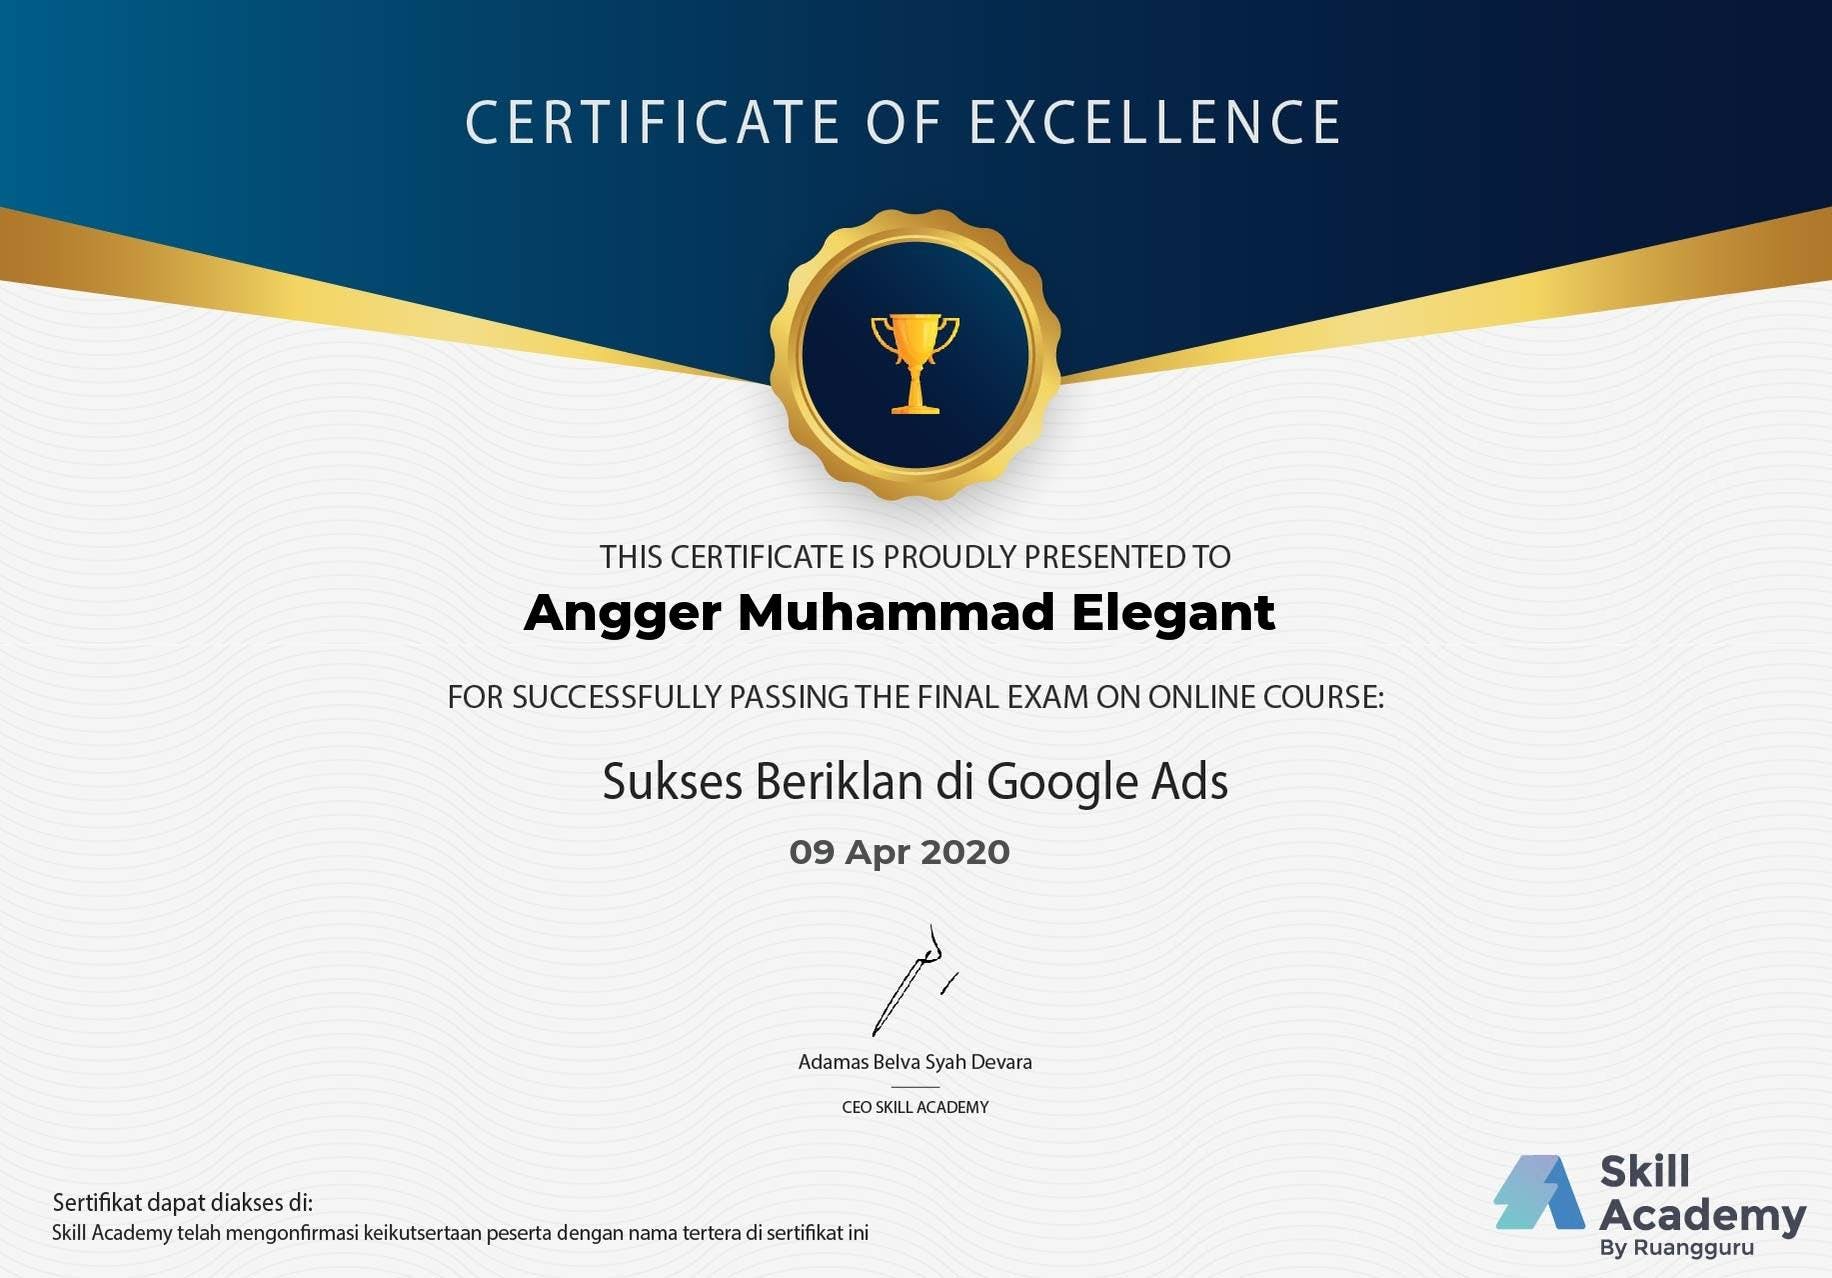 CERTIFICATE OF EXCELLENCE
THIS CERTIFICATE IS PROUDLY PRESENTED TO
Angger Muhammad Elegant
FOR SUCCESSFULLY PASSING THE FINAL EXAM ON ONLINE COURSE:
Sukses Beriklan di Google Ads
09 Apr 2020
Adamas Belva Syah Devara
CEO SKILL ACADEMY
Sertifikat dapat diakses di:
Skill Academy telah mengonfirmasi keikutsertaan peserta dengan nama tertera di sertifikat ini
Skill
Academy
By Ruangguru